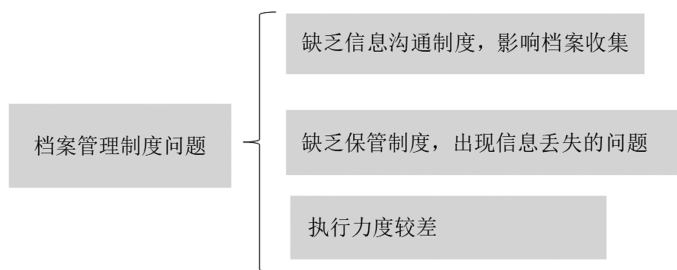 缺乏信息沟通制度，影响档案收集
档案管理制度问题
缺乏保管制度，出现信息丢失的问题
执行力度较差